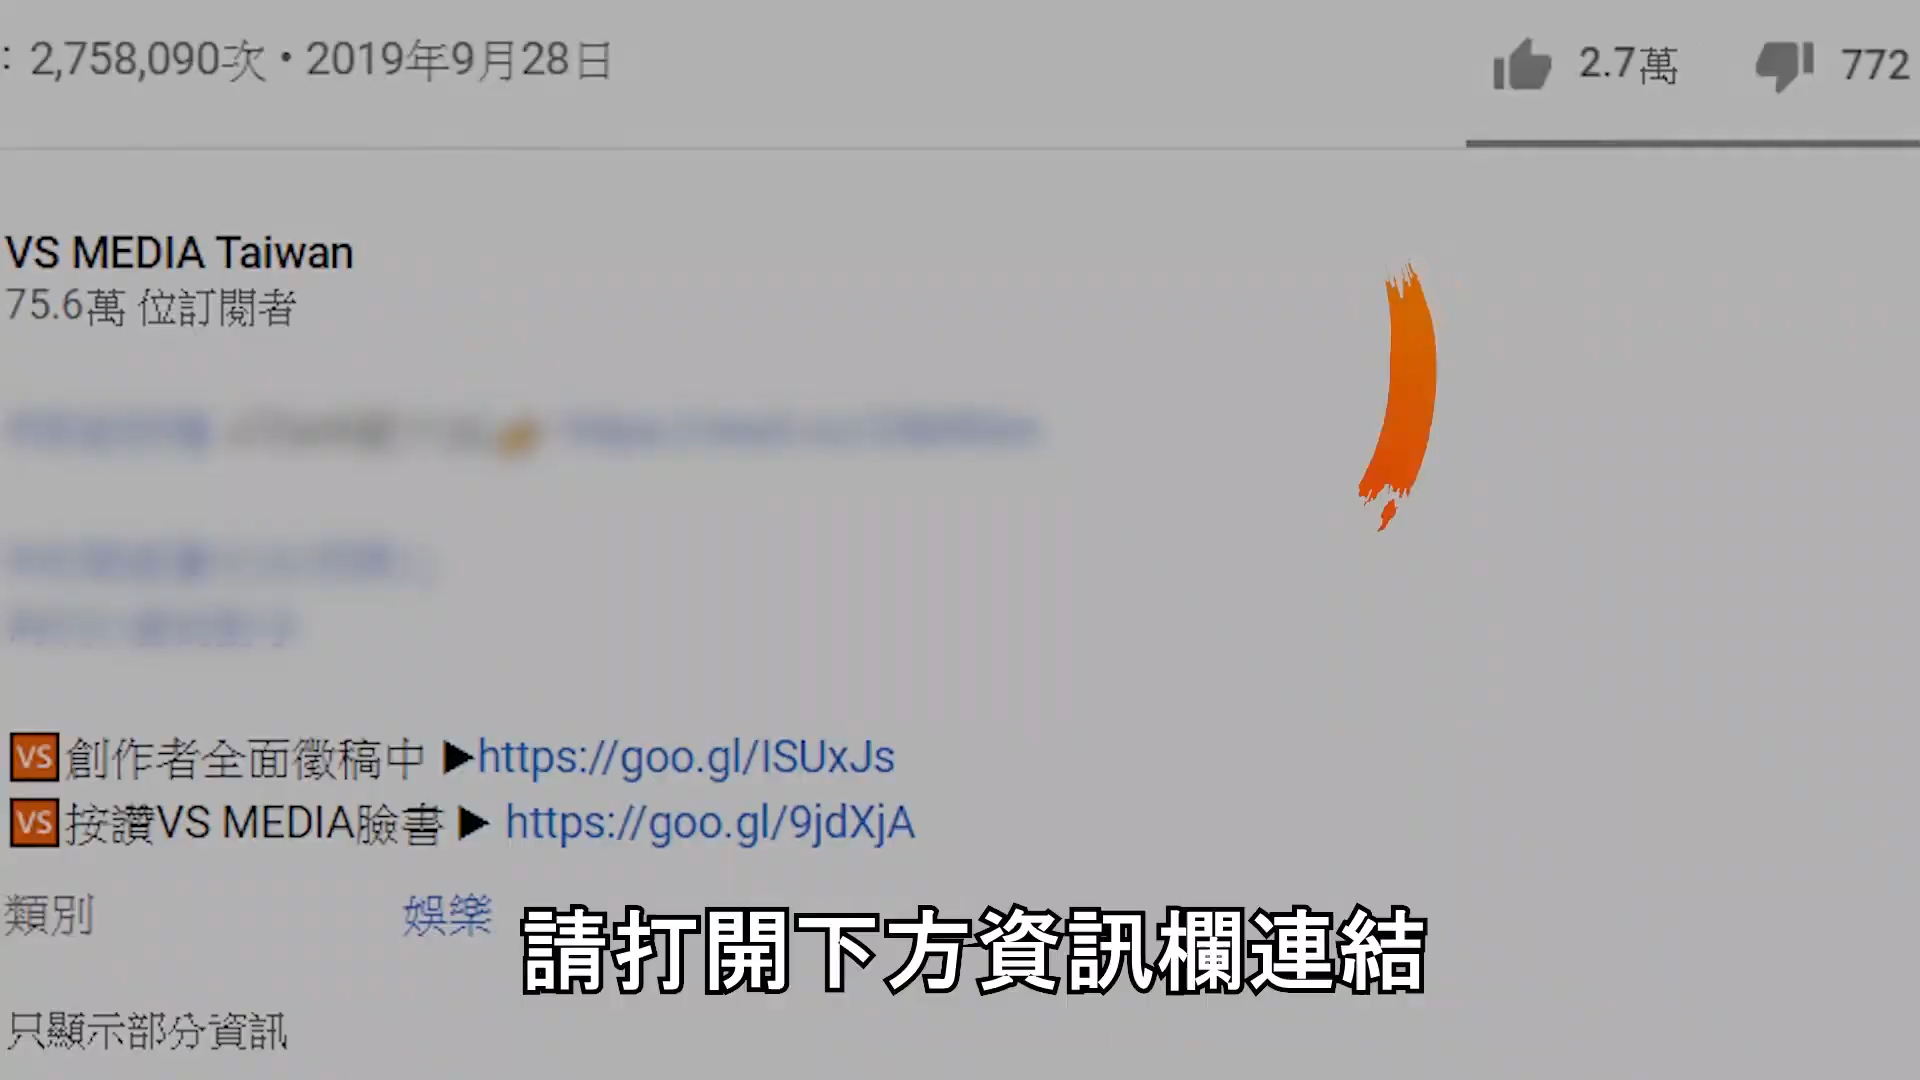 : 2,758,090次 • 2019年9月28日
2.7萬
772
VS MEDIA Taiwan
75.6萬 位訂閱者
VS 創作者全面徵稿中 ▶https://goo.gl/ISUxJs
VS 按讚VS MEDIA臉書 ▶ https://goo.gl/9jdXjA
類別 娛樂
請打開下方資訊欄連結
只顯示部分資訊